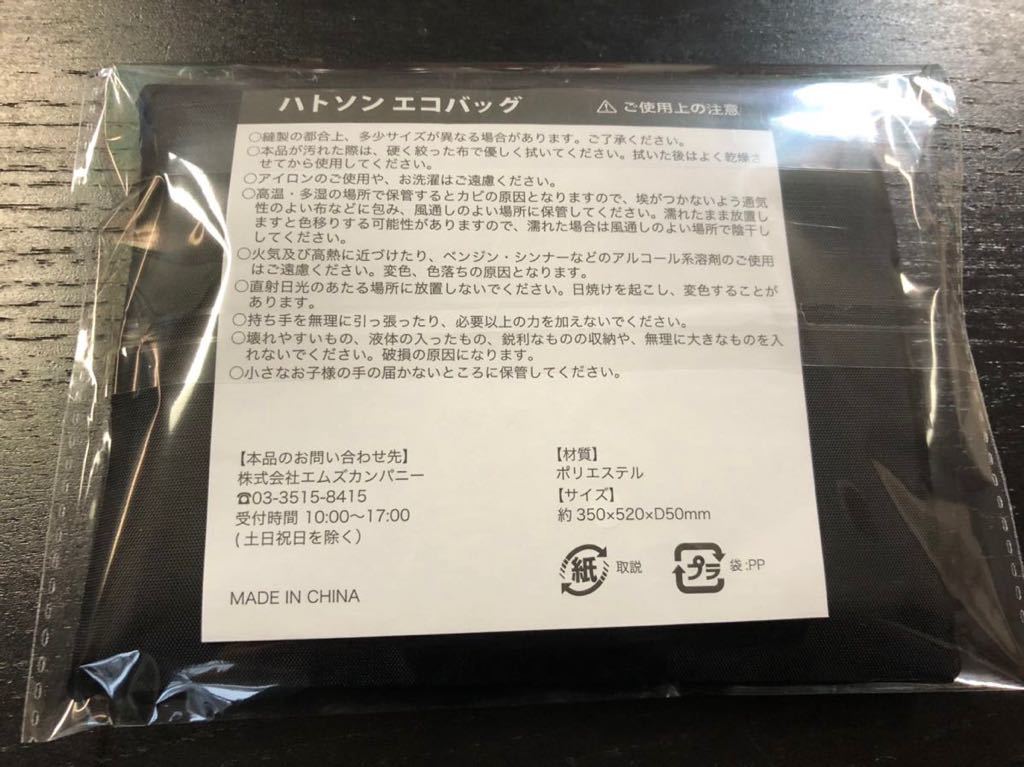 ハトソン エコバッグ ⚠ ご使用上の注意
○縫製の都合上、多少サイズが異なる場合があります。ご了承ください。
○本品が汚れた際は、硬く絞った布で優しく拭いてください。拭いた後はよく乾燥さ
せてから使用してください。
○アイロンのご使用や、お洗濯はご遠慮ください。
○高温・多湿の場所で保管するとカビの原因となりますので、埃がつかないよう通気
性のよい布などに包み、風通しのよい場所に保管してください。濡れたまま放置し
ますと色移りする可能性がありますので、濡れた場合は風通しのよい場所で陰干し
してください。
○火気及び高熱に近づけたり、ベンジン・シンナーなどのアルコール系溶剤のご使用
はご遠慮ください。変色、色落ちの原因となります。
○直射日光のあたる場所に放置しないでください。日焼けを起こし、変色することが
あります。
○持ち手を無理に引っ張ったり、必要以上の力を加えないでください。
○壊れやすいもの、液体の入ったもの、鋭利なものの収納や、無理に大きなものを入
れないでください。破損の原因になります。
○小さなお子様の手の届かないところに保管してください。
【本品のお問い合わせ先】
株式会社エムズカンパニー
☎03-3515-8415
受付時間 10:00〜17:00
(土日祝日を除く)
MADE IN CHINA
【材質】
ポリエステル
【サイズ】
約 350×520×D50mm
紙 取説 プラ 袋:PP